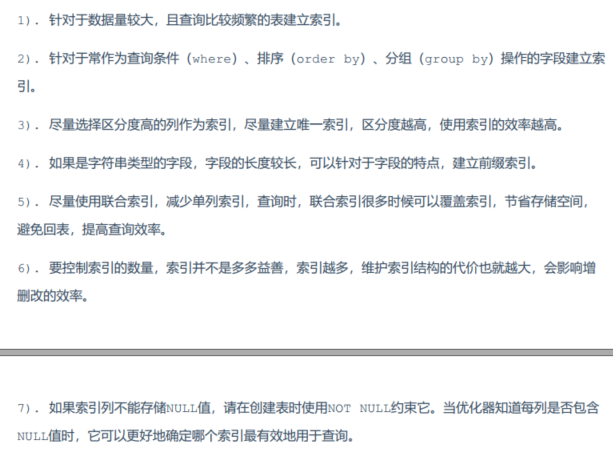 1). 针对于数据量较大，且查询比较频繁的表建立索引。
2). 针对于常作为查询条件（where）、排序（order by）、分组（group by）操作的字段建立索
引。
3). 尽量选择区分度高的列作为索引，尽量建立唯一索引，区分度越高，使用索引的效率越高。
4). 如果是字符串类型的字段，字段的长度较长，可以针对于字段的特点，建立前缀索引。
5). 尽量使用联合索引，减少单列索引，查询时，联合索引很多时候可以覆盖索引，节省存储空间，
避免回表，提高查询效率。
6). 要控制索引的数量，索引并不是多多益善，索引越多，维护索引结构的代价也就越大，会影响增
删改的效率。
7). 如果索引列不能存储NULL值，请在创建表时使用NOT NULL约束它。当优化器知道每列是否包含
NULL值时，它可以更好地确定哪个索引最有效地用于查询。